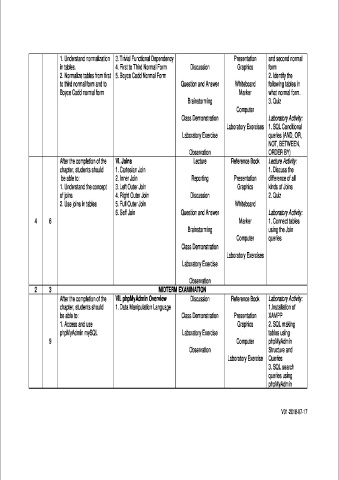 1. Understand normalization
in tables.
2. Normalize tables from first
to third normal form and to
Boyce Codd normal form
3. Trivial Functional Dependency
4. First to Third Normal Form
5. Boyce Codd Normal Form
Discussion
Question and Answer
Brainstorming
Class Demonstration
Laboratory Exercise
Observation
Presentation
Graphics
Whiteboard
Marker
Computer
Laboratory Exercises
and second normal
form
2. Identify the
following tables in
what normal form.
3. Quiz
Laboratory Activity:
1. SQL Conditional
queries (AND, OR,
NOT, BETWEEN,
ORDER BY)
4
6
After the completion of the
chapter, students should
be able to:
1. Understand the concept
of joins
2. Use joins in tables
VI. Joins
1. Cartesian Join
2. Inner Join
3. Left Outer Join
4. Right Outer Join
5. Full Outer Join
6. Self Join
Lecture
Reporting
Discussion
Question and Answer
Brainstorming
Class Demonstration
Laboratory Exercise
Observation
Reference Book
Presentation
Graphics
Whiteboard
Marker
Computer
Laboratory Exercises
Lecture Activity:
1. Discuss the
difference of all
kinds of Joins
2. Quiz
Laboratory Activity:
1. Connect tables
using the Join
queries
2
3
MIDTERM EXAMINATION
9
After the completion of the
chapter, students should
be able to:
1. Access and use
phpMyAdmin mySQL
VII. phpMyAdmin Overview
1. Data Manipulation Language
Discussion
Class Demonstration
Laboratory Exercise
Observation
Reference Book
Presentation
Graphics
Computer
Laboratory Exercise
Laboratory Activity:
1.Installation of
XAMPP
2. SQL making
tables using
phpMyAdmin
Structure and
Queries
3. SQL search
queries using
phpMyAdmin
V01-2018-07-17